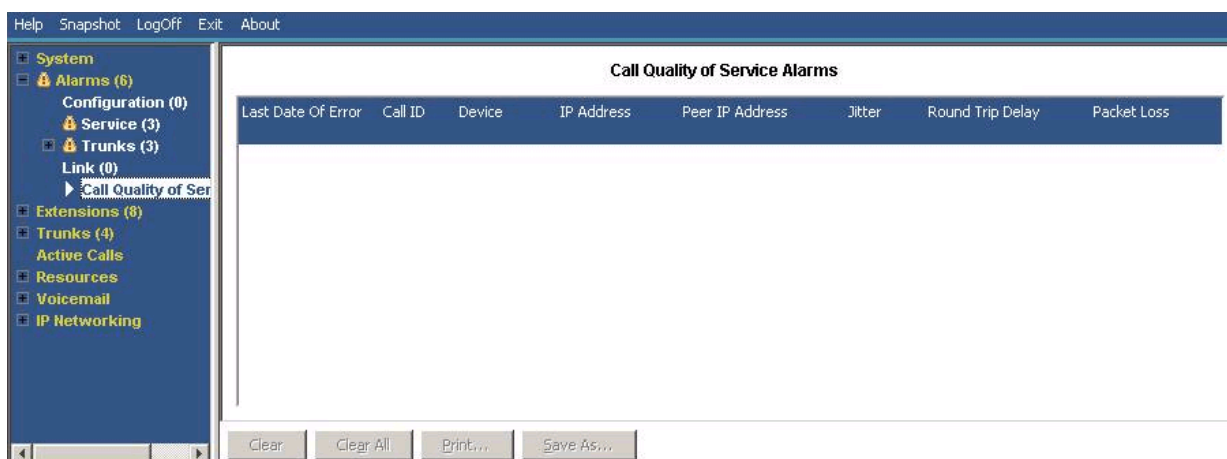 Help Snapshot LogOff Exit About
System
Alarms (6)
Configuration (0)
Service (3)
Trunks (3)
Link (0)
Call Quality of Ser
Extensions (8)
Trunks (4)
Active Calls
Resources
Voicemail
IP Networking
Call Quality of Service Alarms
Last Date Of Error Call ID Device IP Address Peer IP Address Jitter Round Trip Delay Packet Loss
Clear Clear All Print... Save As...